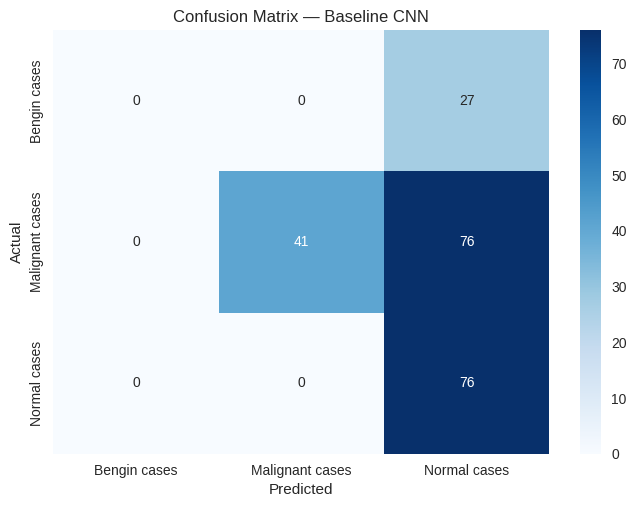 Confusion Matrix — Baseline CNN
Actual
Bengin cases
Malignant cases
Normal cases
0 0 27
0 41 76
0 0 76
Bengin cases Malignant cases Normal cases
Predicted
70
60
50
40
30
20
10
0